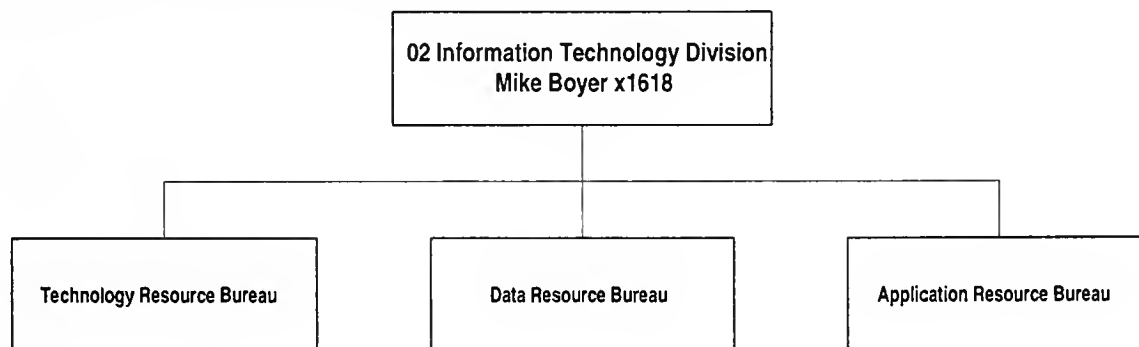 02 Information Technology Division
Mike Boyer x1618
Technology Resource Bureau
Data Resource Bureau
Application Resource Bureau